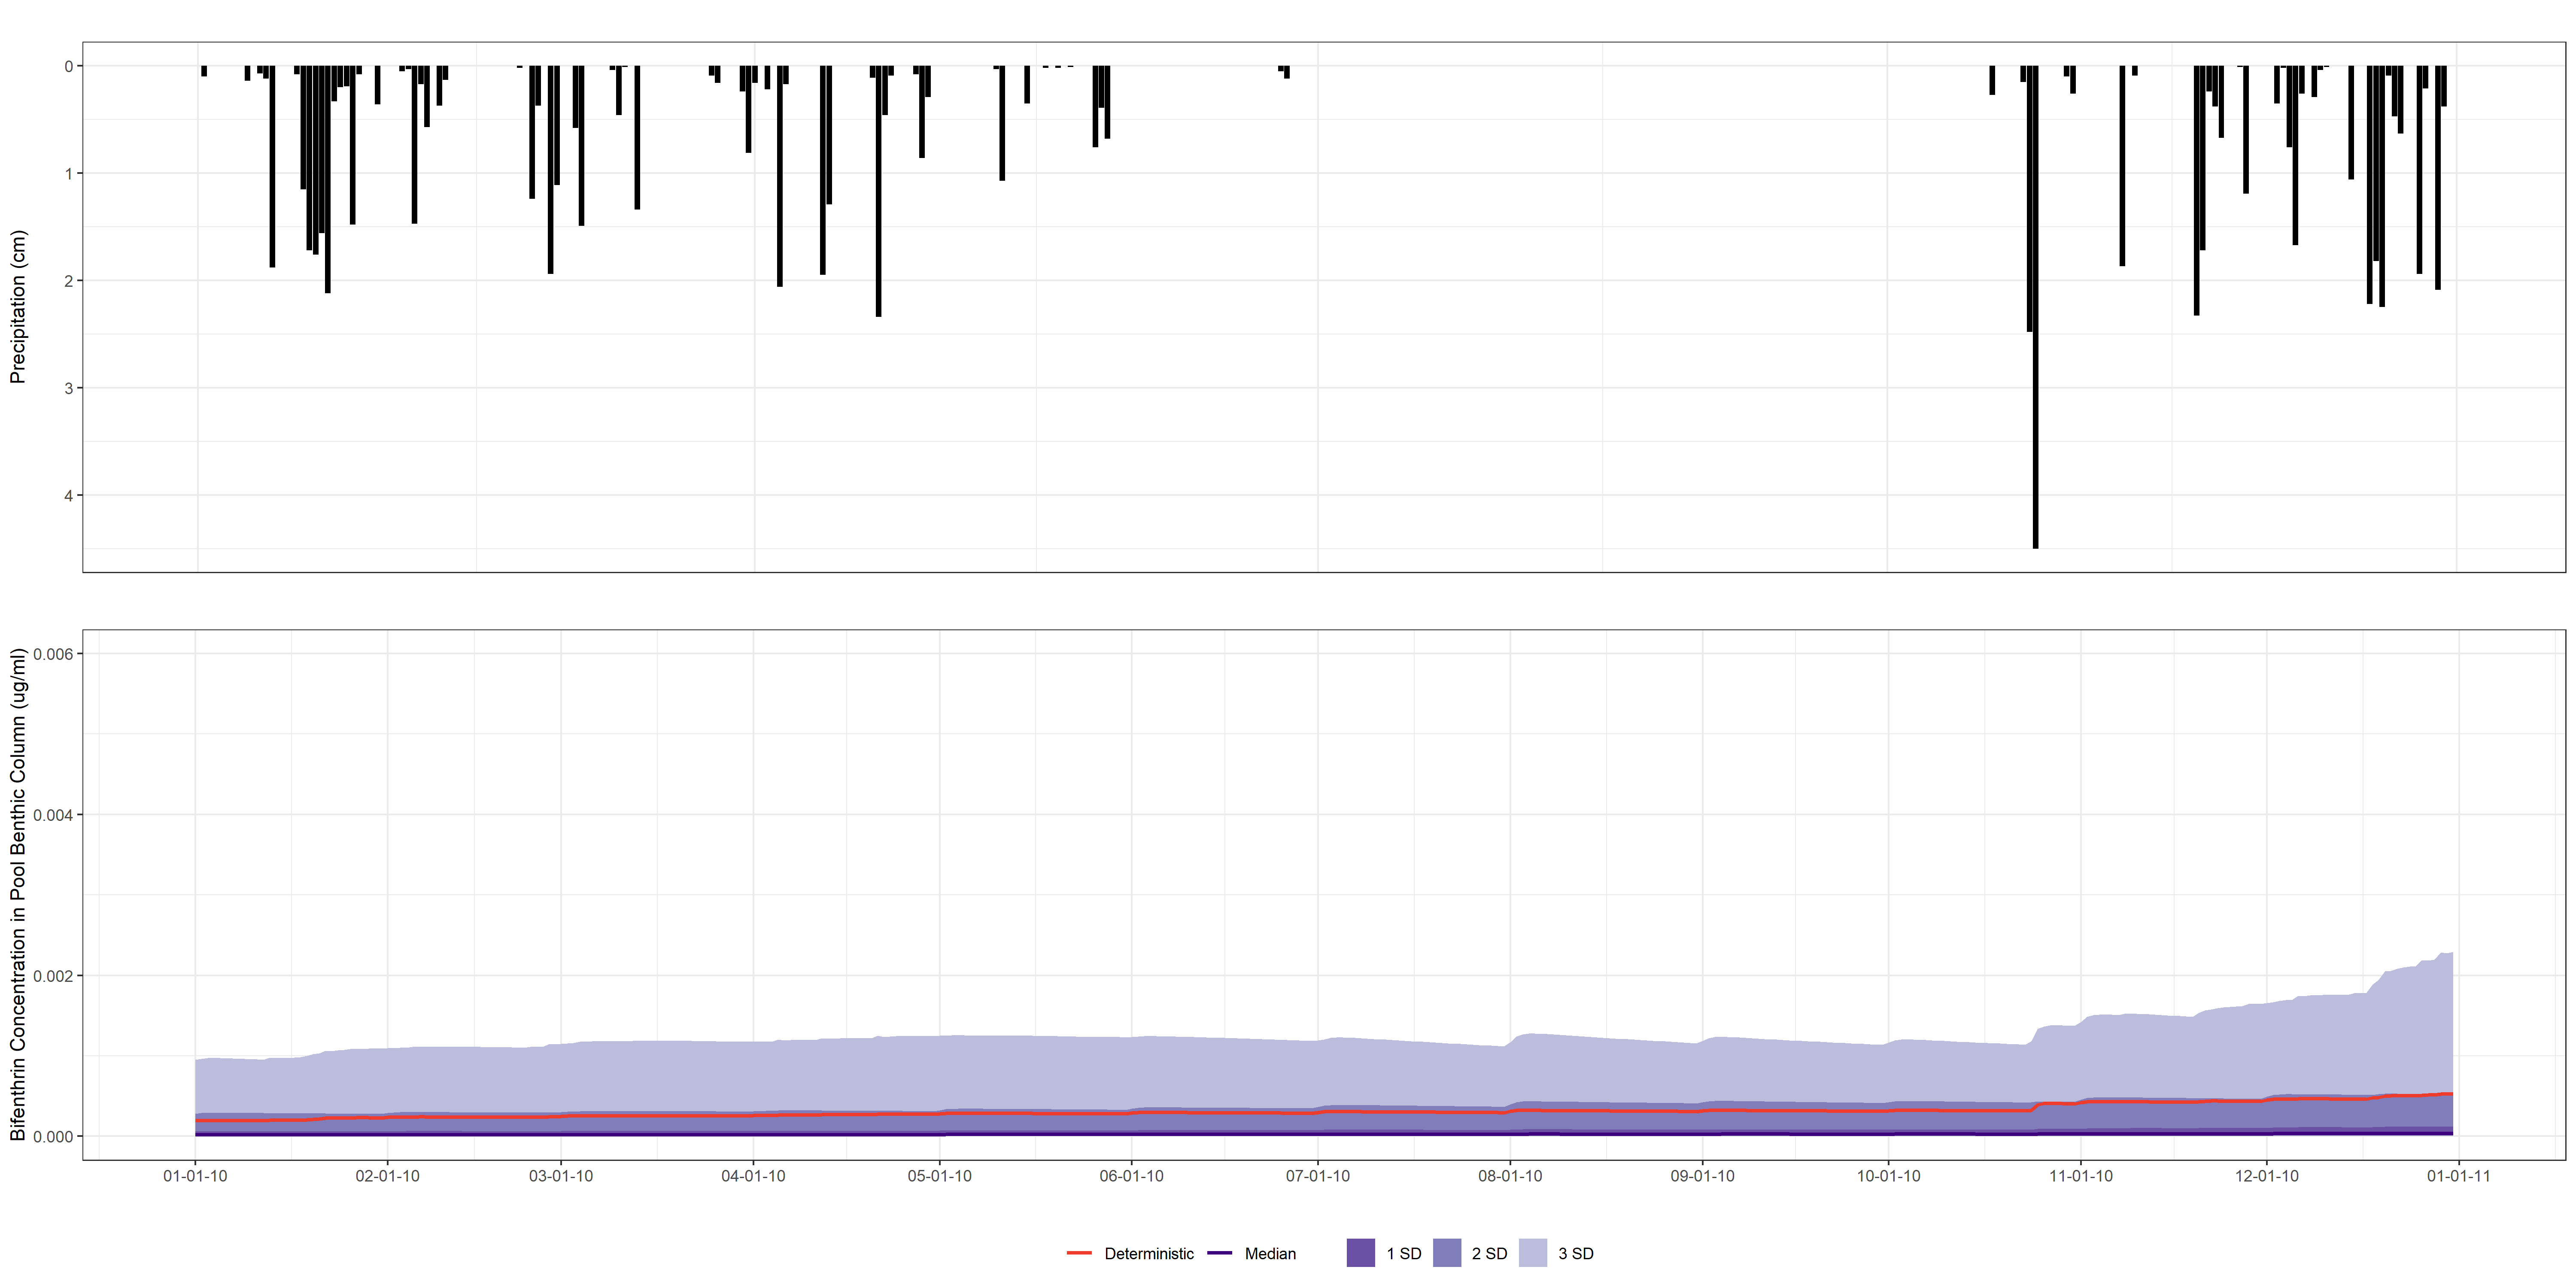 Precipitation (cm)
0
1
2
3
4
Bifenthrin Concentration in Pool Benthic Column (ug/ml)
0.006
0.004
0.002
0.000
01-01-10 02-01-10 03-01-10 04-01-10 05-01-10 06-01-10 07-01-10 08-01-10 09-01-10 10-01-10 11-01-10 12-01-10 01-01-11
Deterministic Median 1 SD 2 SD 3 SD